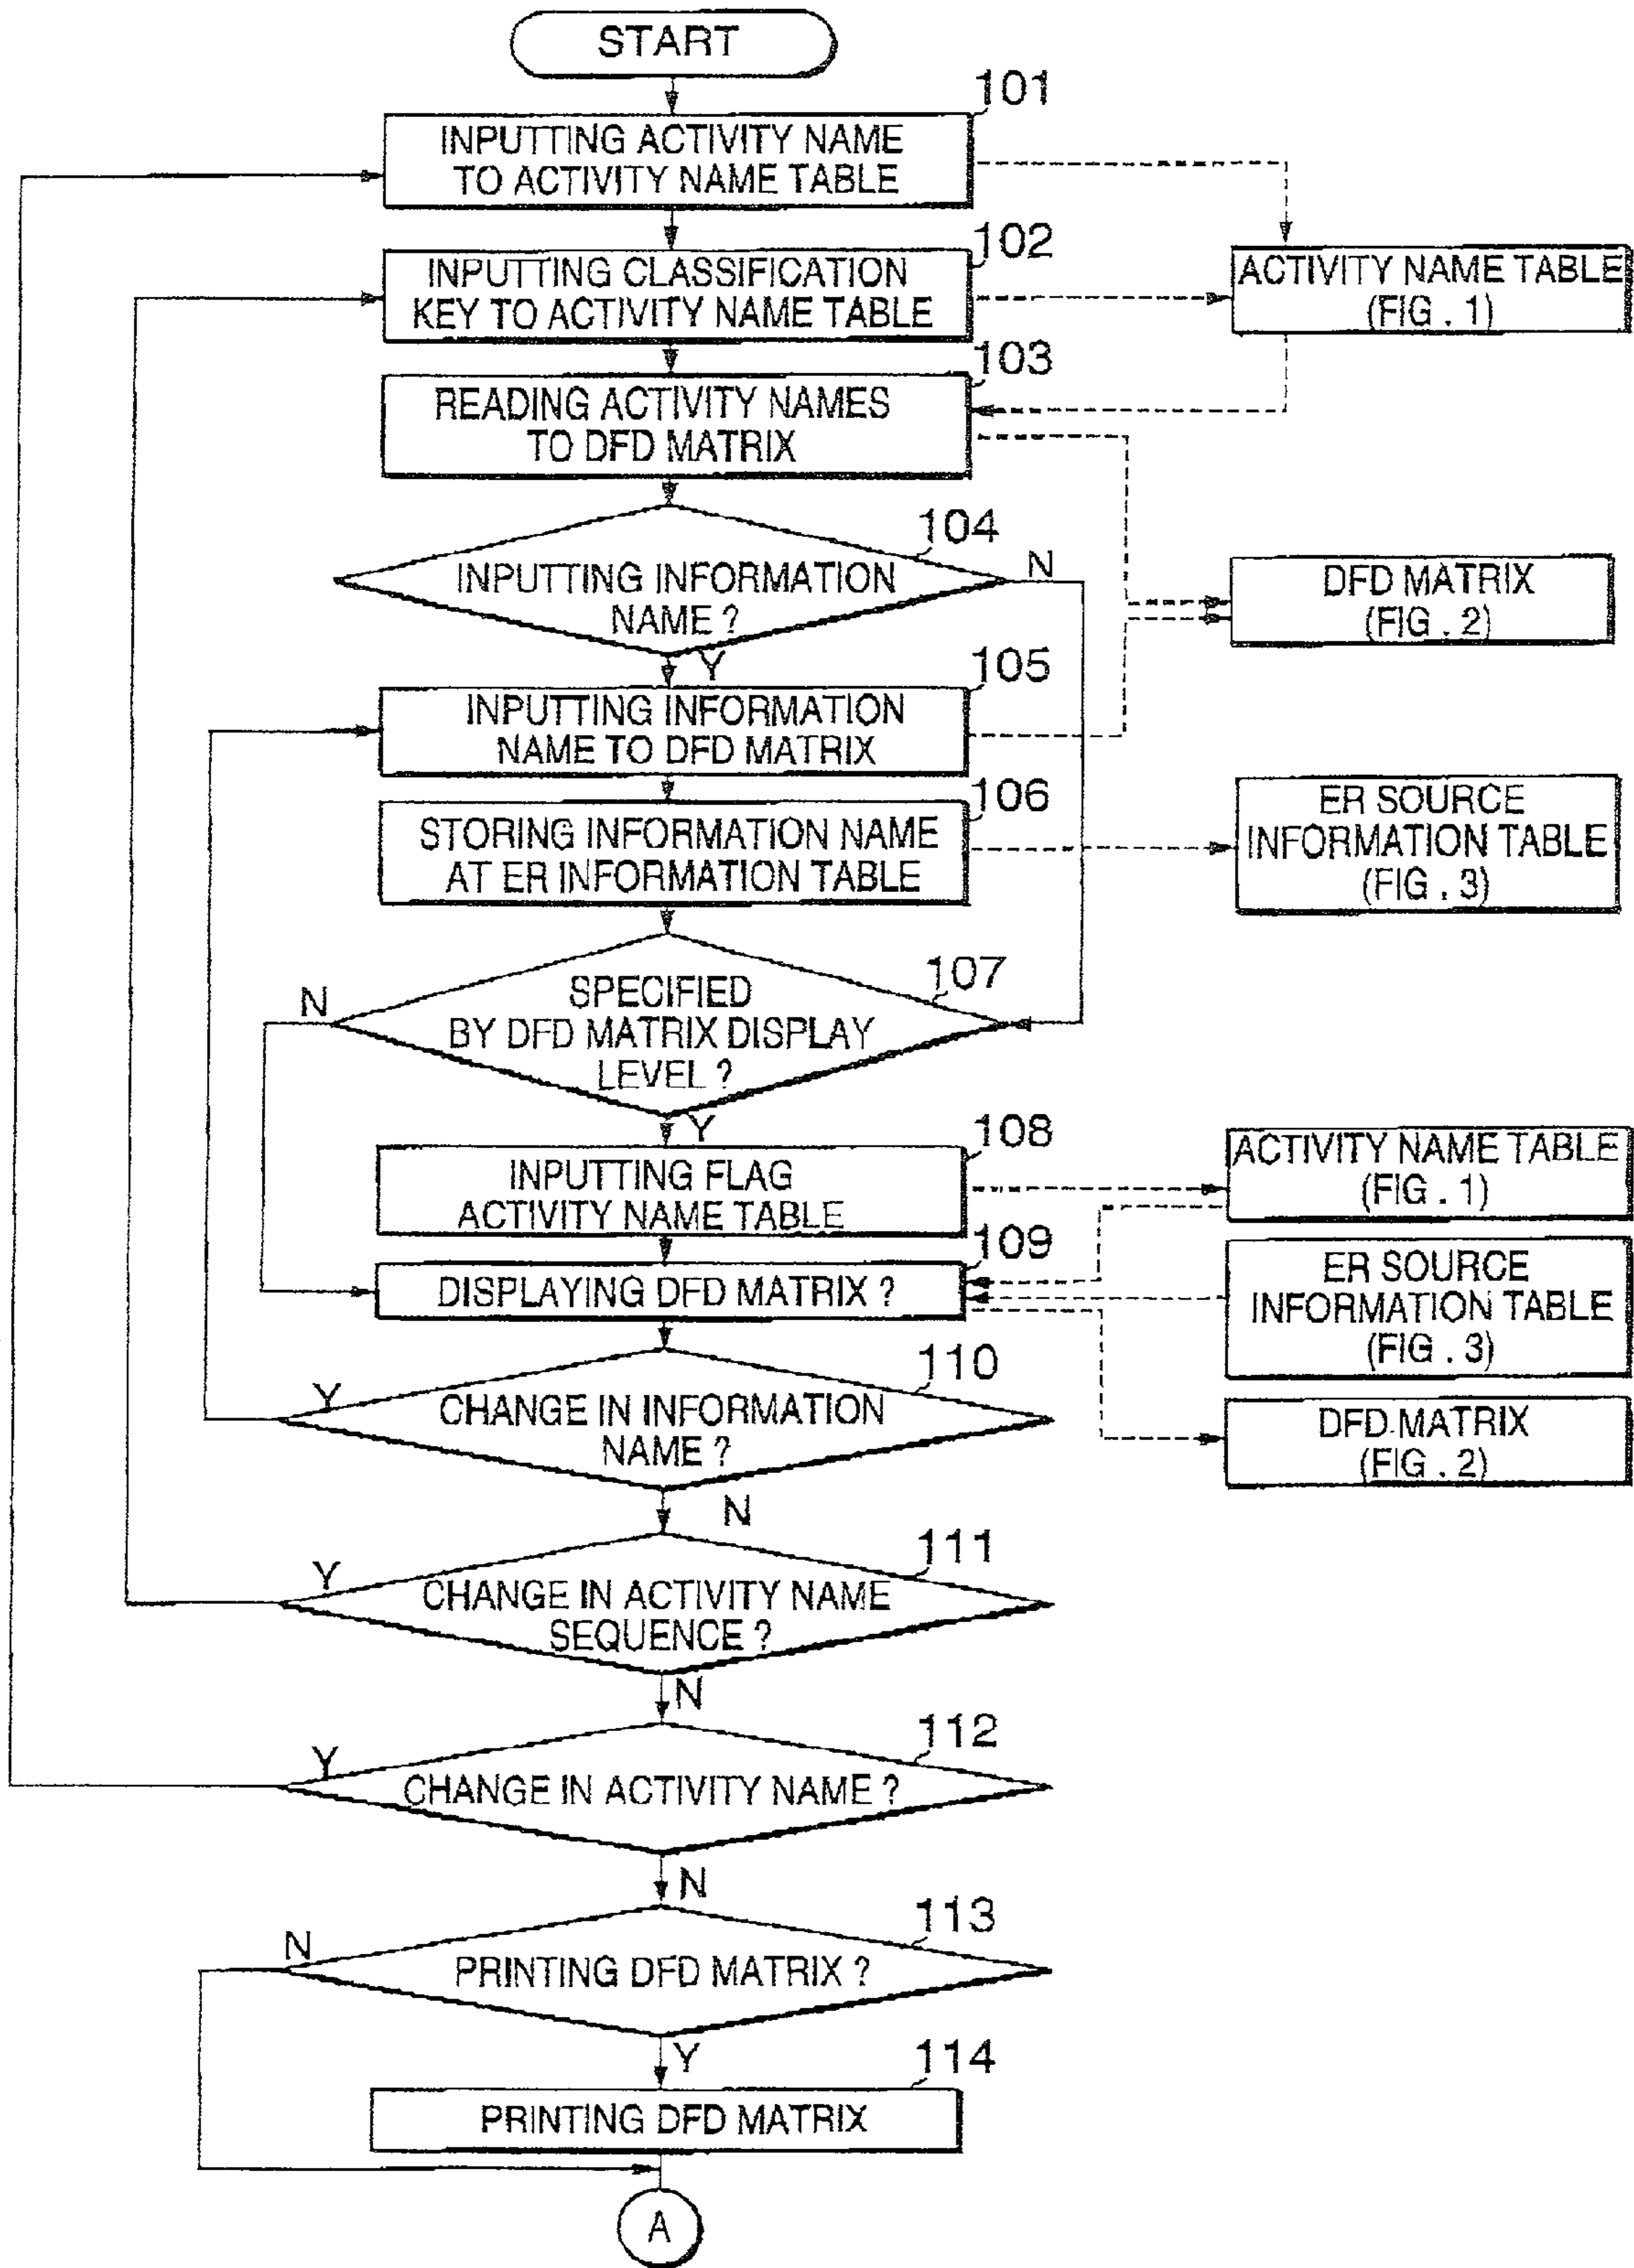 START
101
INPUTTING ACTIVITY NAME
TO ACTIVITY NAME TABLE
102
INPUTTING CLASSIFICATION
KEY TO ACTIVITY NAME TABLE
ACTIVITY NAME TABLE
(FIG . 1)
103
READING ACTIVITY NAMES
TO DFD MATRIX
104
INPUTTING INFORMATION
NAME ?
N
Y
DFD MATRIX
(FIG . 2)
105
INPUTTING INFORMATION
NAME TO DFD MATRIX
106
STORING INFORMATION NAME
AT ER INFORMATION TABLE
ER SOURCE
INFORMATION TABLE
(FIG . 3)
107
N
SPECIFIED
BY DFD MATRIX DISPLAY
LEVEL ?
Y
108
INPUTTING FLAG
ACTIVITY NAME TABLE
ACTIVITY NAME TABLE
(FIG . 1)
109
DISPLAYING DFD MATRIX ?
ER SOURCE
INFORMATION TABLE
(FIG . 3)
110
Y
CHANGE IN INFORMATION
NAME ?
N
DFD MATRIX
(FIG . 2)
111
Y
CHANGE IN ACTIVITY NAME
SEQUENCE ?
N
112
Y
CHANGE IN ACTIVITY NAME ?
N
113
N
PRINTING DFD MATRIX ?
Y
114
PRINTING DFD MATRIX
A